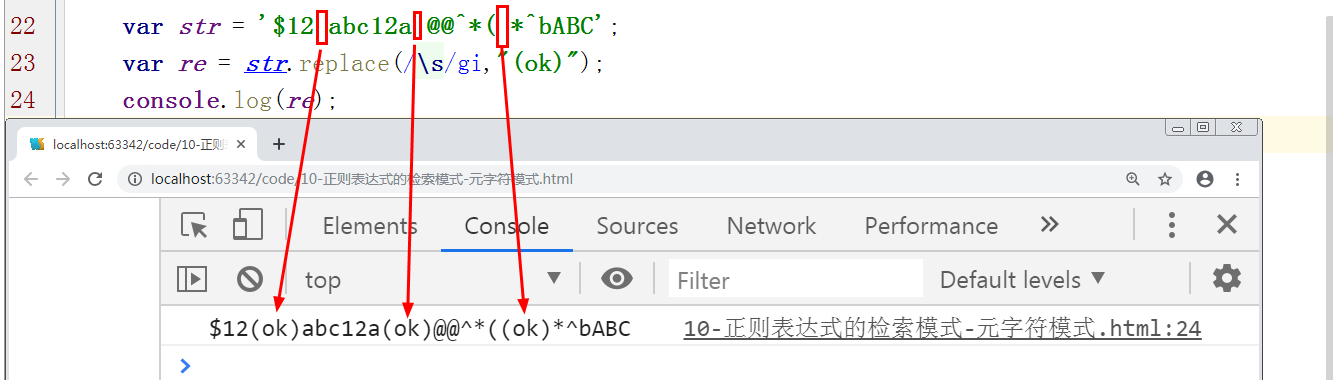 22 var str = '$12 abc12a @@^*( *^bABC';
23 var re = str.replace(/\s/gi,"(ok)");
24 console.log(re);
localhost:63342/code/10-正则
localhost:63342/code/10-正则表达式的检索模式-元字符模式.html
Elements Console Sources Network Performance
top Filter Default levels
$12(ok)abc12a(ok)@@^*((ok)*^bABC 10-正则表达式的检索模式-元字符模式.html:24